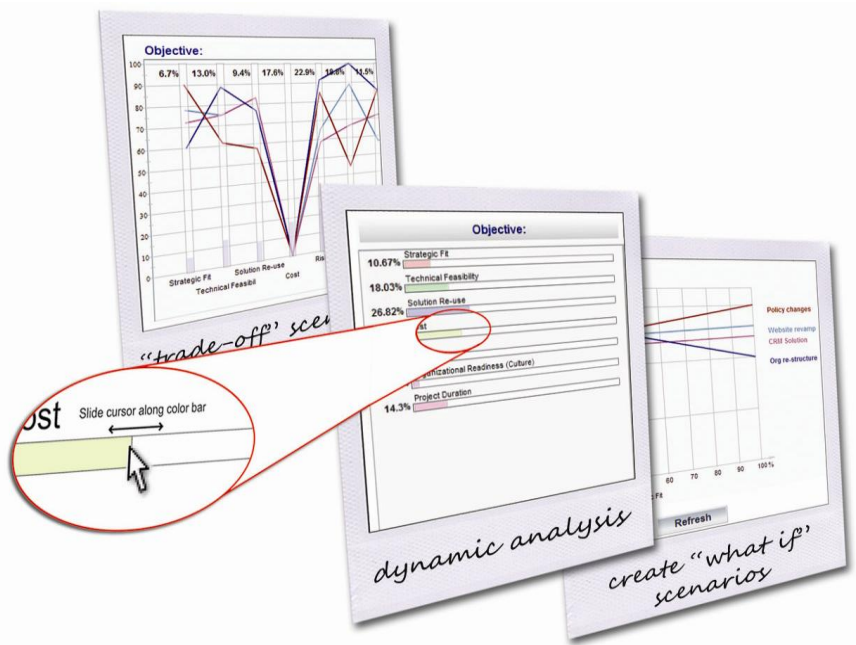 Objective:
100
6.7% 13.0% 9.4% 17.6% 22.9% 18.8% 11.5%
90
80
70
60
50
40
30
20
10
0
Strategic Fit
Solution Re-use
Technical Feasibil
Cost
"trade-off"
Objective:
Strategic Fit
10.67%
Technical Feasibility
18.03%
Solution Re-use
26.82%
Project Duration
14.3%
dynamic analysis
Slide cursor along color bar
Policy changes
Website revamp
CRM Solution
Org re-structure
60 70 80 90 100%
Refresh
create "what if"
scenarios